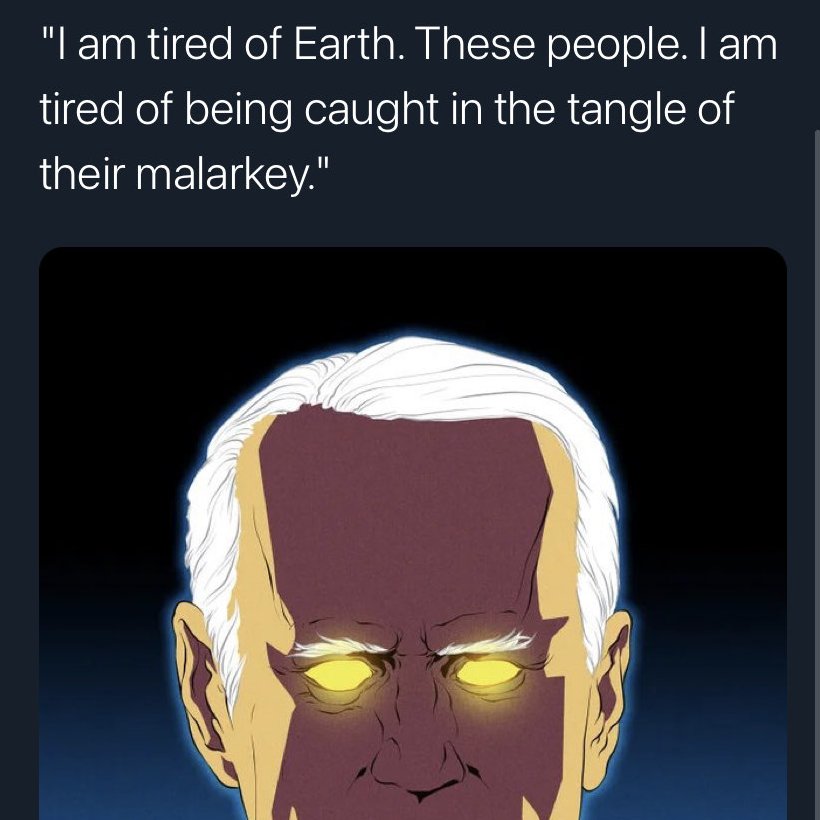 "I am tired of Earth. These people. I am
tired of being caught in the tangle of
their malarkey."